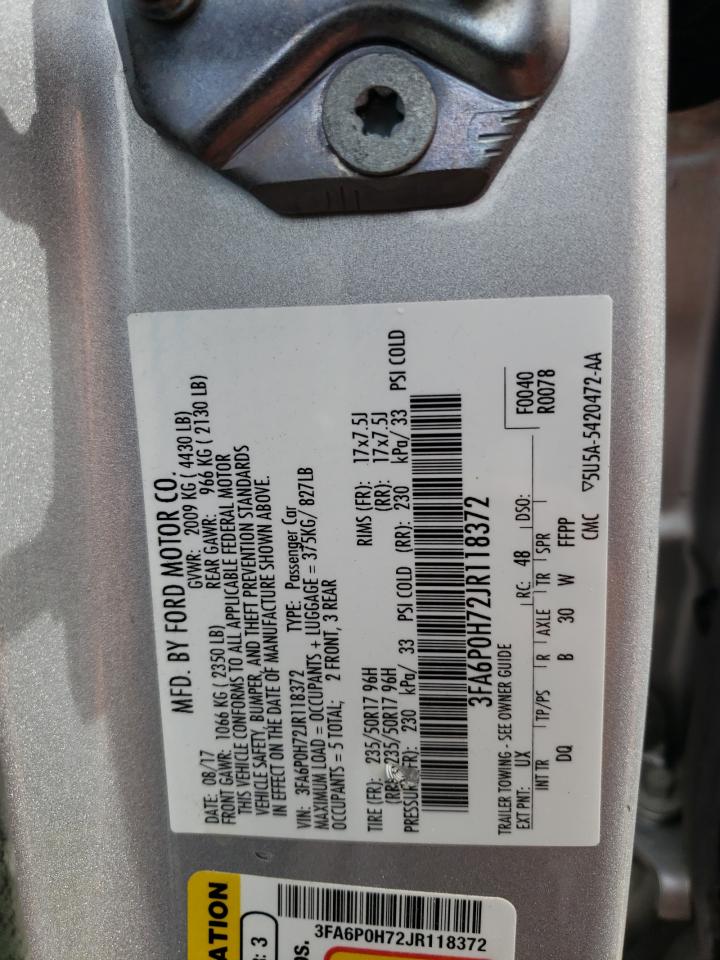 MFD. BY FORD MOTOR CO.
DATE: 08/17 GVWR: 2009 KG ( 4430 LB)
FRONT GAWR: 1066 KG ( 2350 LB) REAR GAWR: 966 KG ( 2130 LB)
THIS VEHICLE CONFORMS TO ALL APPLICABLE FEDERAL MOTOR
VEHICLE SAFETY, BUMPER, AND THEFT PREVENTION STANDARDS
IN EFFECT ON THE DATE OF MANUFACTURE SHOWN ABOVE.
VIN: 3FA6P0H72JR118372 TYPE: Passenger Car
MAXIMUM LOAD = OCCUPANTS + LUGGAGE = 375KG/ 827LB
OCCUPANTS = 5 TOTAL; 2 FRONT, 3 REAR
TIRE (FR): 235/50R17 96H RIMS (FR): 17x7.5J
(RR): 235/50R17 96H (RR): 17x7.5J
PRESSURE (FR): 230 kPa/ 33 PSI COLD (RR): 230 kPa/ 33 PSI COLD
3FA6P0H72JR118372
TRAILER TOWING - SEE OWNER GUIDE F0040
EXT PNT: UX RC: 48 DSO: R0078
INT TR TP/PS R AXLE TR SPR
DQ B 30 W FFPP
CMC ▽5U5A-5420472-AA
3FA6P0H72JR118372